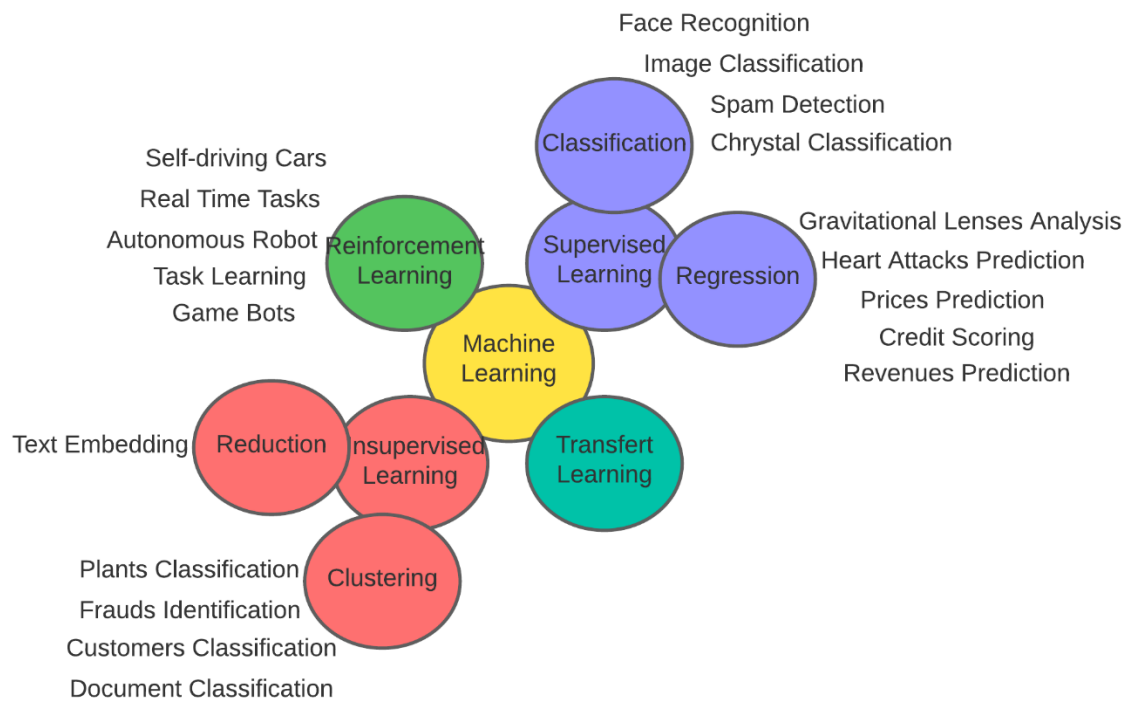 Face Recognition
Image Classification
Spam Detection
Chrystal Classification
Classification
Self-driving Cars
Real Time Tasks
Autonomous Robot
Task Learning
Game Bots
Reinforcement
Learning
Supervised
Learning
Regression
Gravitational Lenses Analysis
Heart Attacks Prediction
Prices Prediction
Credit Scoring
Revenues Prediction
Machine
Learning
Text Embedding
Reduction
nsupervised
Learning
Transfert
Learning
Clustering
Plants Classification
Frauds Identification
Customers Classification
Document Classification